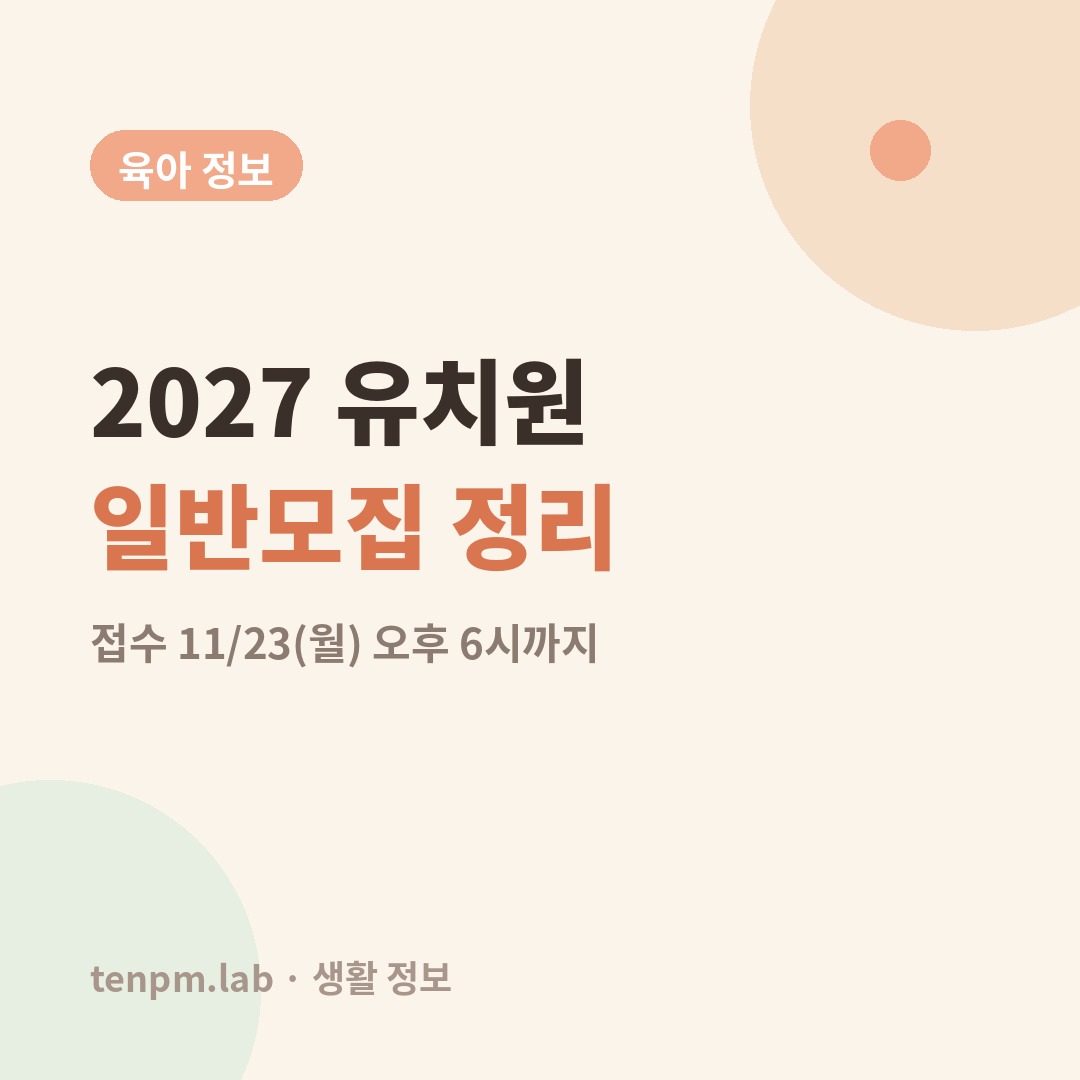 육아 정보
2027 유치원
일반모집 정리
접수 11/23(월) 오후 6시까지
tenpm.lab · 생활 정보